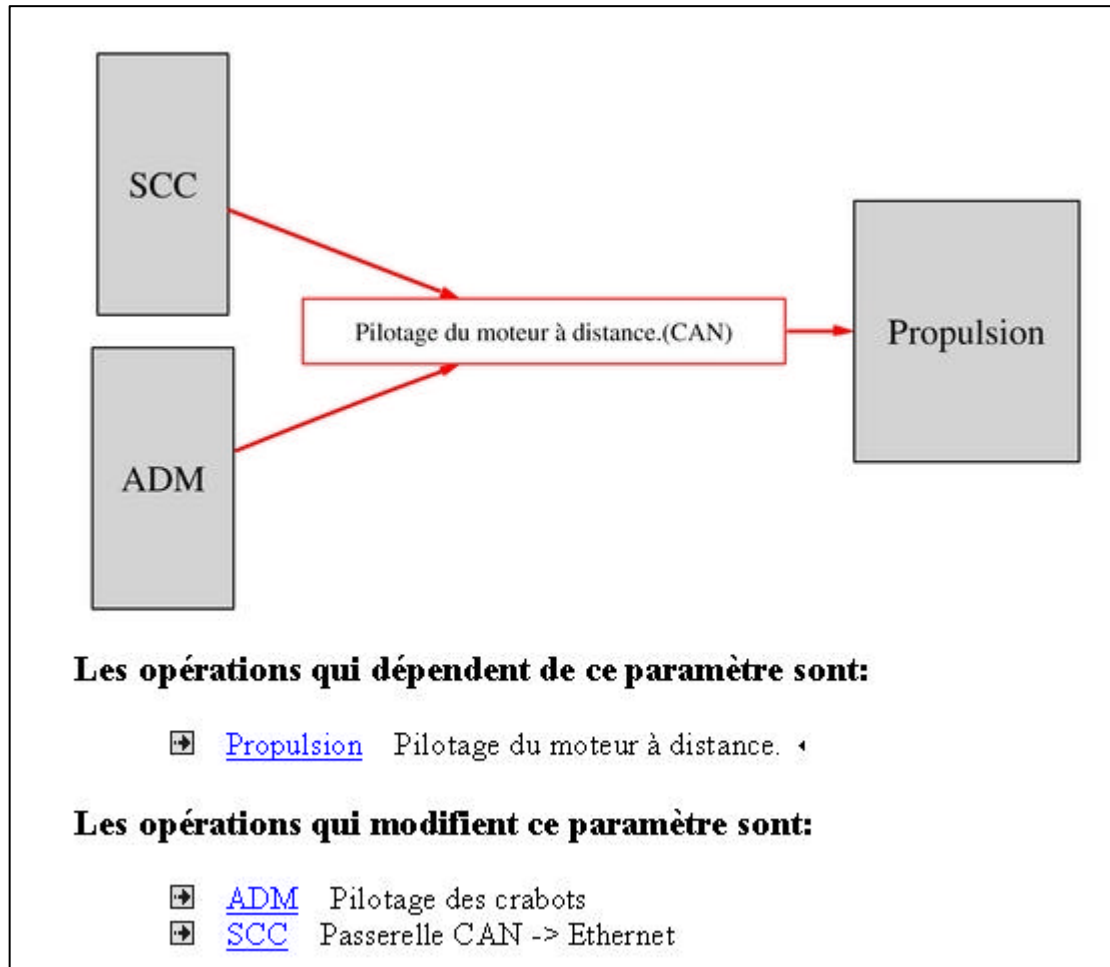 SCC
Pilotage du moteur à distance.(CAN)
Propulsion
ADM
Les opérations qui dépendent de ce paramètre sont:
Propulsion Pilotage du moteur à distance.
Les opérations qui modifient ce paramètre sont:
ADM Pilotage des crabots
SCC Passerelle CAN -> Ethernet